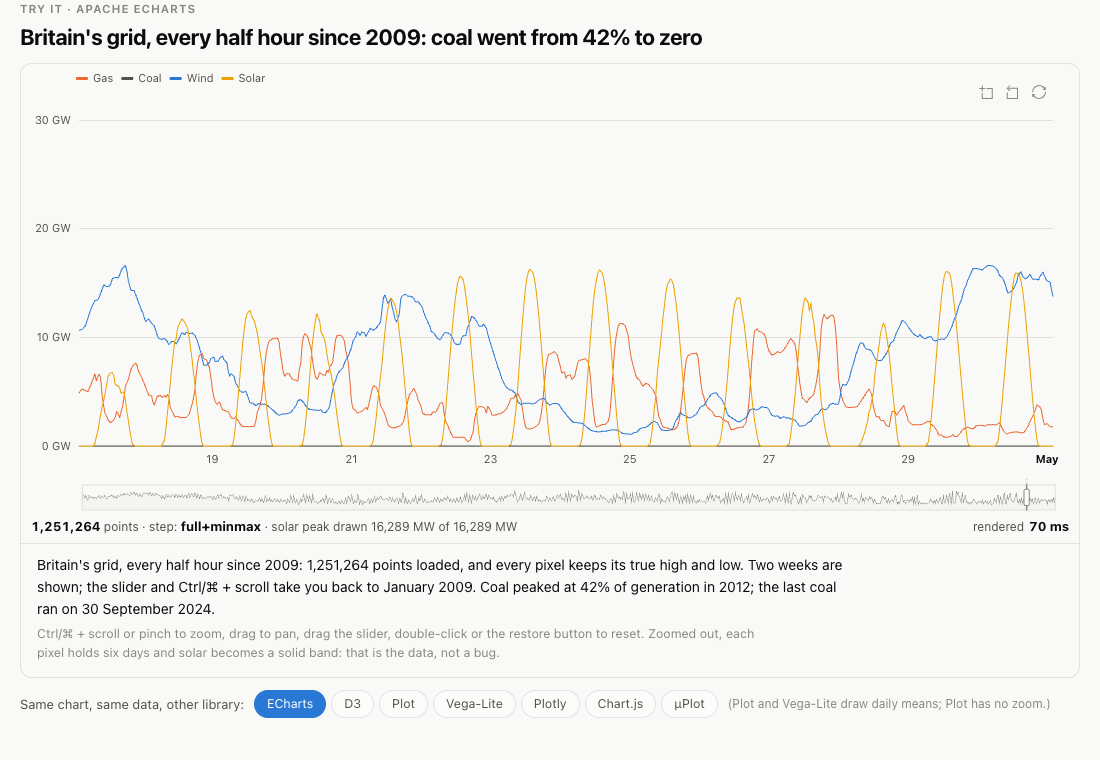 TRY IT · APACHE ECHARTS
Britain's grid, every half hour since 2009: coal went from 42% to zero
Gas Coal Wind Solar
30 GW
20 GW
10 GW
0 GW
19 21 23 25 27 29 May
1,251,264 points · step: full+minmax · solar peak drawn 16,289 MW of 16,289 MW
rendered 70 ms
Britain's grid, every half hour since 2009: 1,251,264 points loaded, and every pixel keeps its true high and low. Two weeks are
shown; the slider and Ctrl/⌘ + scroll take you back to January 2009. Coal peaked at 42% of generation in 2012; the last coal
ran on 30 September 2024.
Ctrl/⌘ + scroll or pinch to zoom, drag to pan, drag the slider, double-click or the restore button to reset. Zoomed out, each
pixel holds six days and solar becomes a solid band: that is the data, not a bug.
Same chart, same data, other library: ECharts D3 Plot Vega-Lite Plotly Chart.js µPlot (Plot and Vega-Lite draw daily means; Plot has no zoom.)